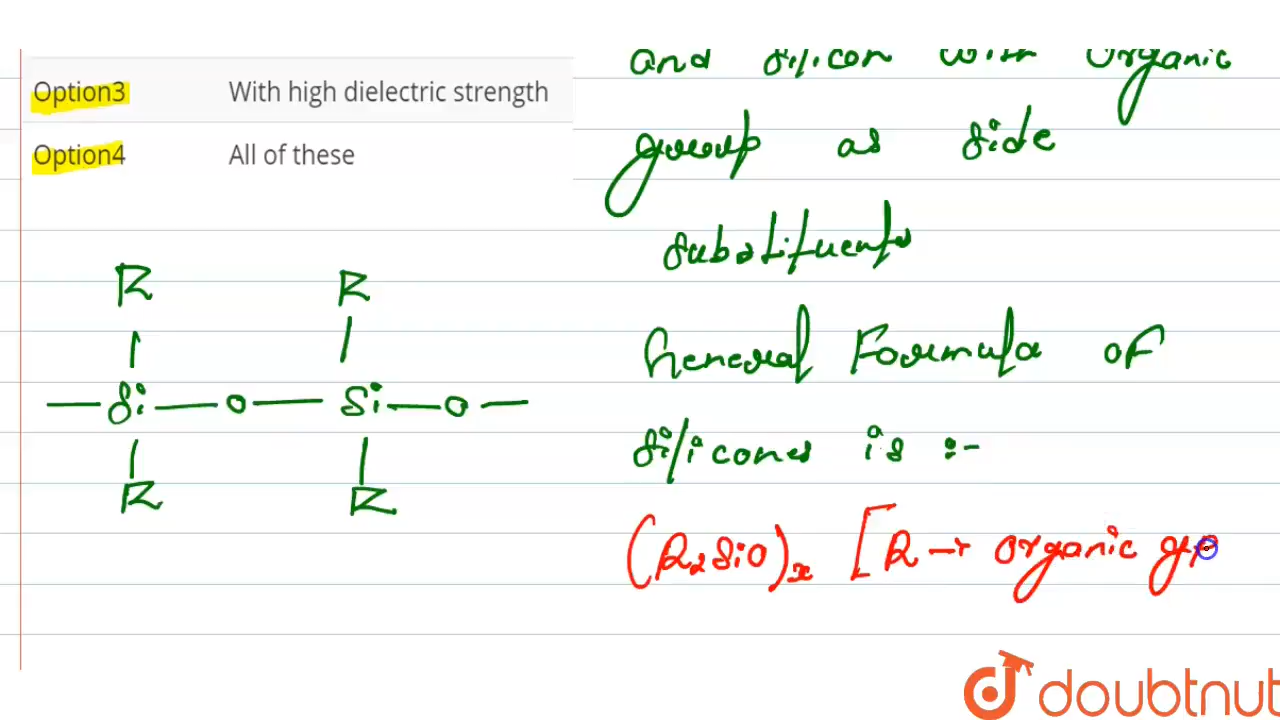 Option3 With high dielectric strength
Option4 All of these
and silicon with organic
group as side
substituents
General Formula of
silicones is :-
(R₂SiO)ₓ [R → organic grp
R R
— Si — O — Si — O —
R R
doubtnut